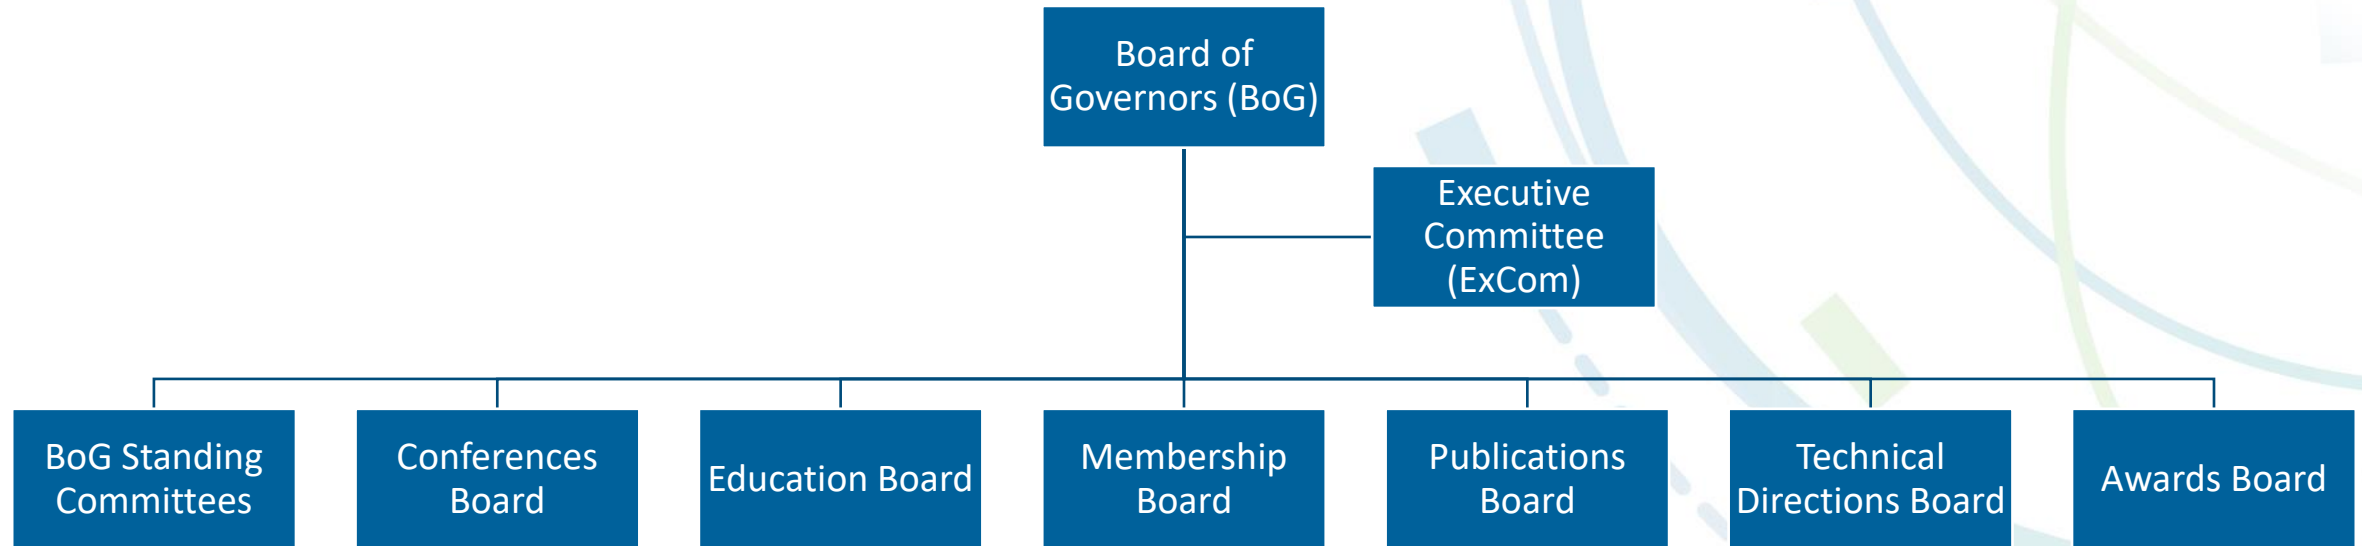 Board of
Governors (BoG)
Executive
Committee
(ExCom)
BoG Standing
Committees
Conferences
Board
Education Board
Membership
Board
Publications
Board
Technical
Directions Board
Awards Board